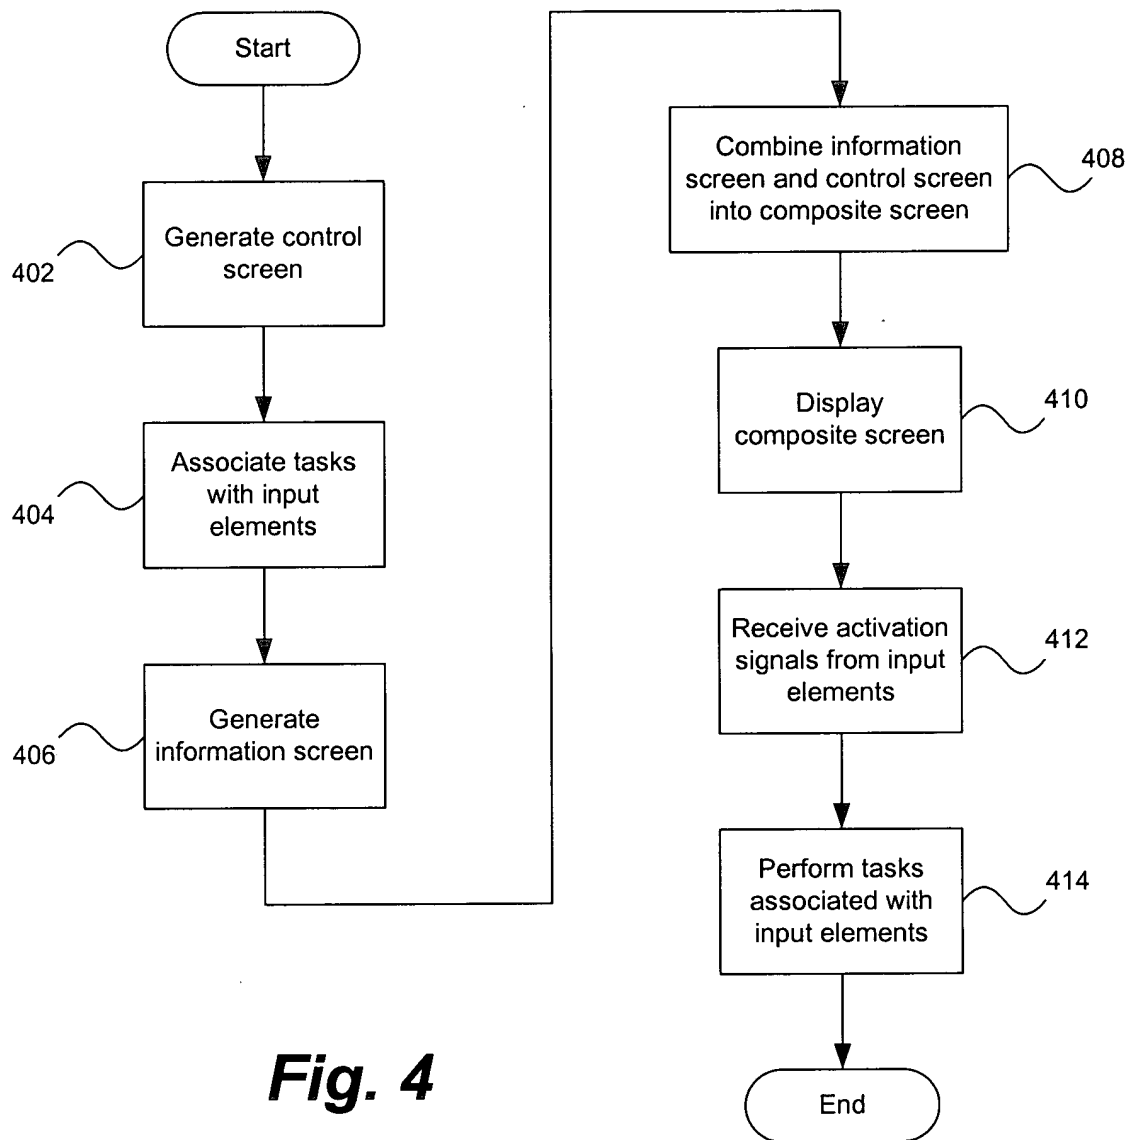 Start
Generate control
screen
402
Associate tasks
with input
elements
404
Generate
information screen
406
Combine information
screen and control screen
into composite screen
408
Display
composite screen
410
Receive activation
signals from input
elements
412
Perform tasks
associated with
input elements
414
End
Fig. 4